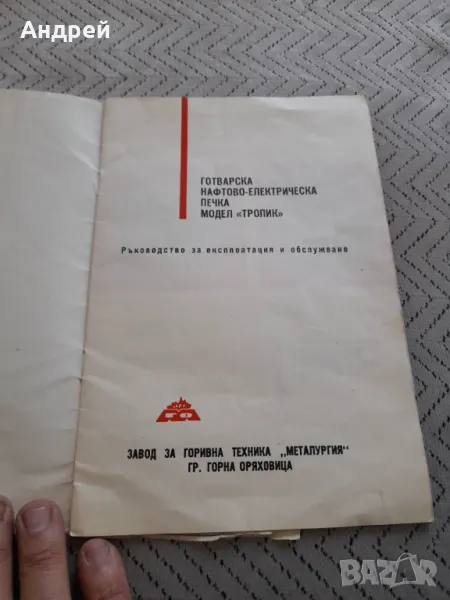 Андрей
ГОТВАРСКА
НАФТОВО-ЕЛЕКТРИЧЕСКА
ПЕЧКА
МОДЕЛ «ТРОПИК»
Ръководство за експлоатация и обслужване
ЗАВОД ЗА ГОРИВНА ТЕХНИКА „МЕТАЛУРГИЯ"
ГР. ГОРНА ОРЯХОВИЦА
BAZAR